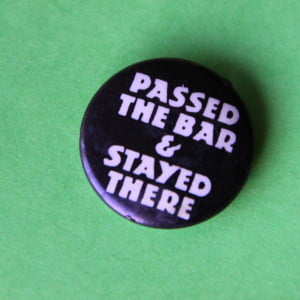 PASSED
THE BAR
&
STAYED
THERE